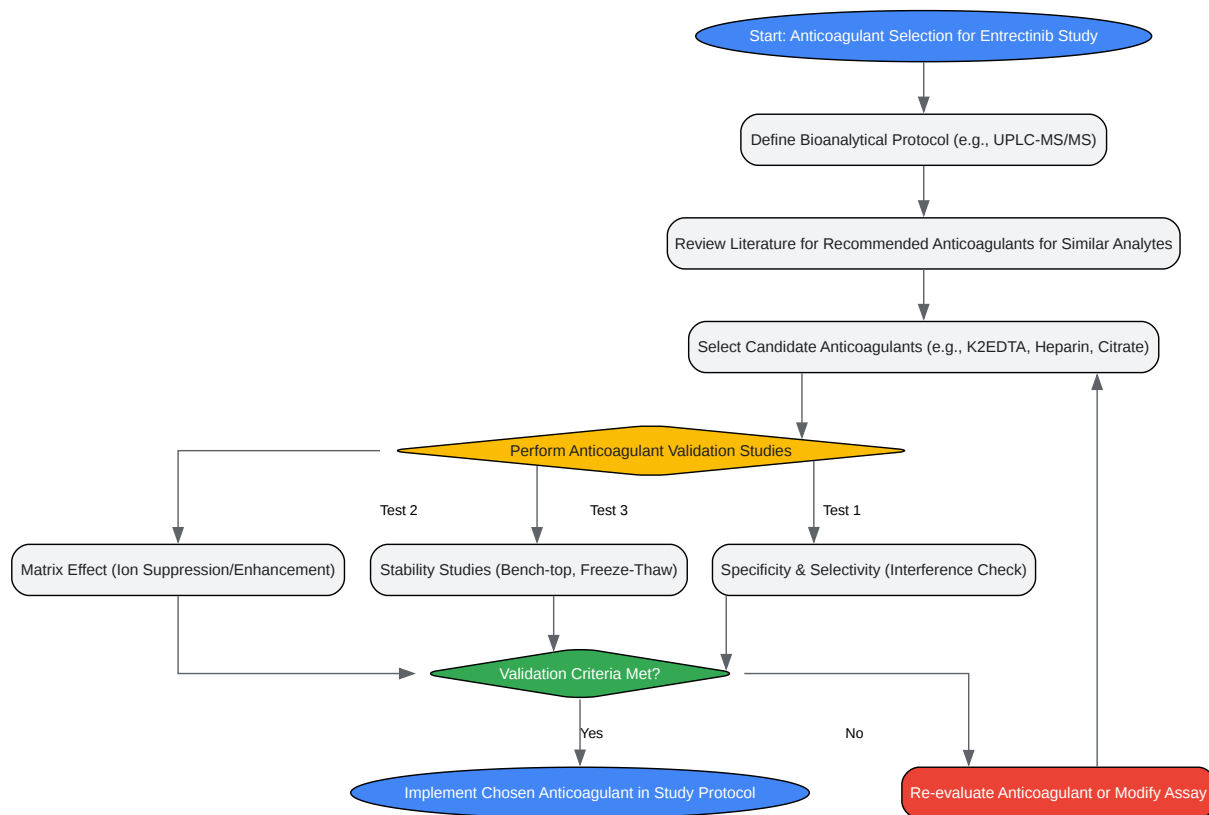 Start: Anticoagulant Selection for Entrectinib Study
Define Bioanalytical Protocol (e.g., UPLC-MS/MS)
Review Literature for Recommended Anticoagulants for Similar Analytes
Select Candidate Anticoagulants (e.g., K2EDTA, Heparin, Citrate)
Perform Anticoagulant Validation Studies
Test 2
Test 3
Test 1
Matrix Effect (Ion Suppression/Enhancement)
Stability Studies (Bench-top, Freeze-Thaw)
Specificity & Selectivity (Interference Check)
Validation Criteria Met?
Yes
No
Implement Chosen Anticoagulant in Study Protocol
Re-evaluate Anticoagulant or Modify Assay